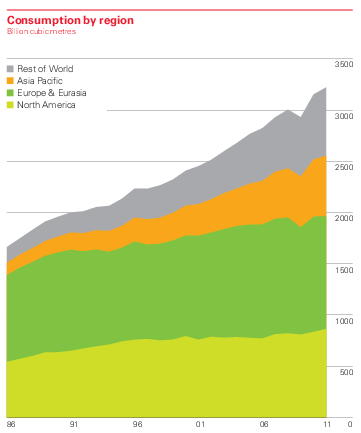 Consumption by region
Billion cubic metres
3500
Rest of World
Asia Pacific
Europe & Eurasia
North America
3000
2500
2000
1500
1000
500
86 91 96 01 06 11 0